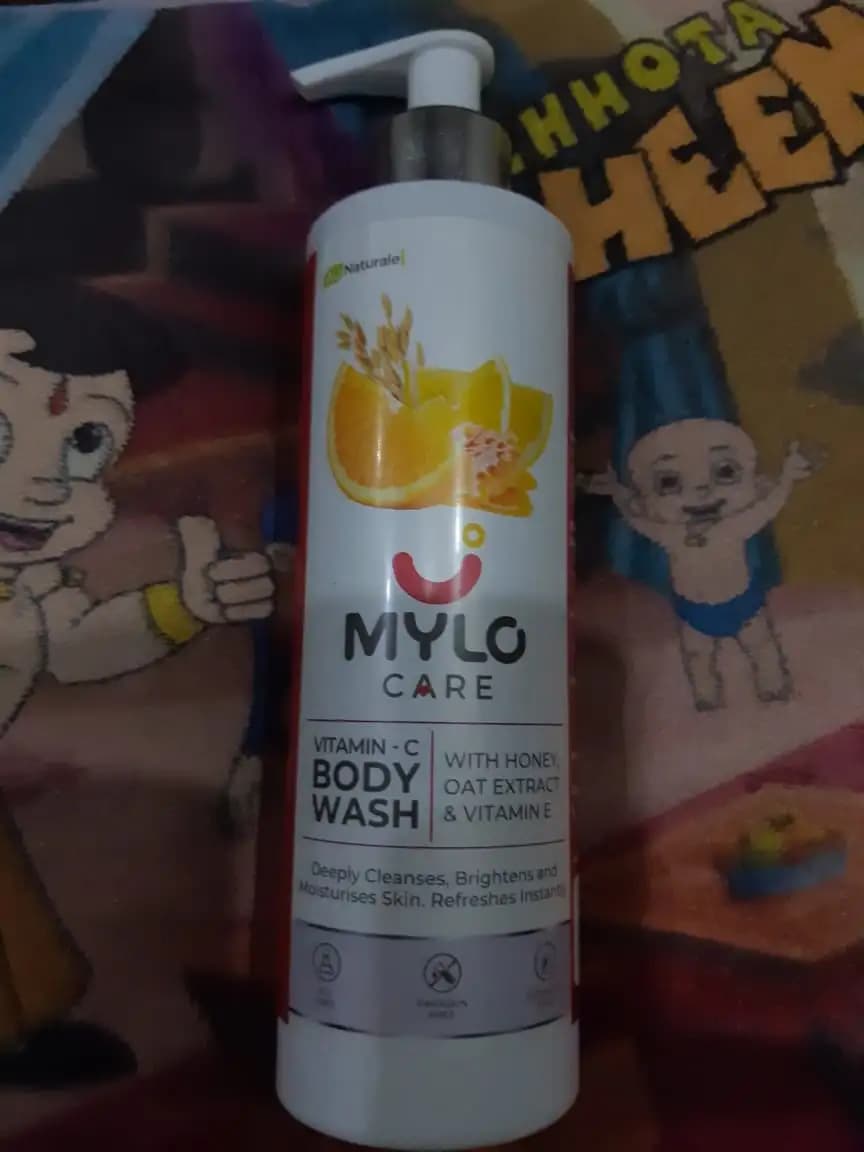 CHHOTA
HEEM
Naturale
MYLO
CARE
VITAMIN - C
BODY
WASH
WITH HONEY,
OAT EXTRACT
& VITAMIN E
Deeply Cleanses, Brightens and
Moisturises Skin. Refreshes Instantly